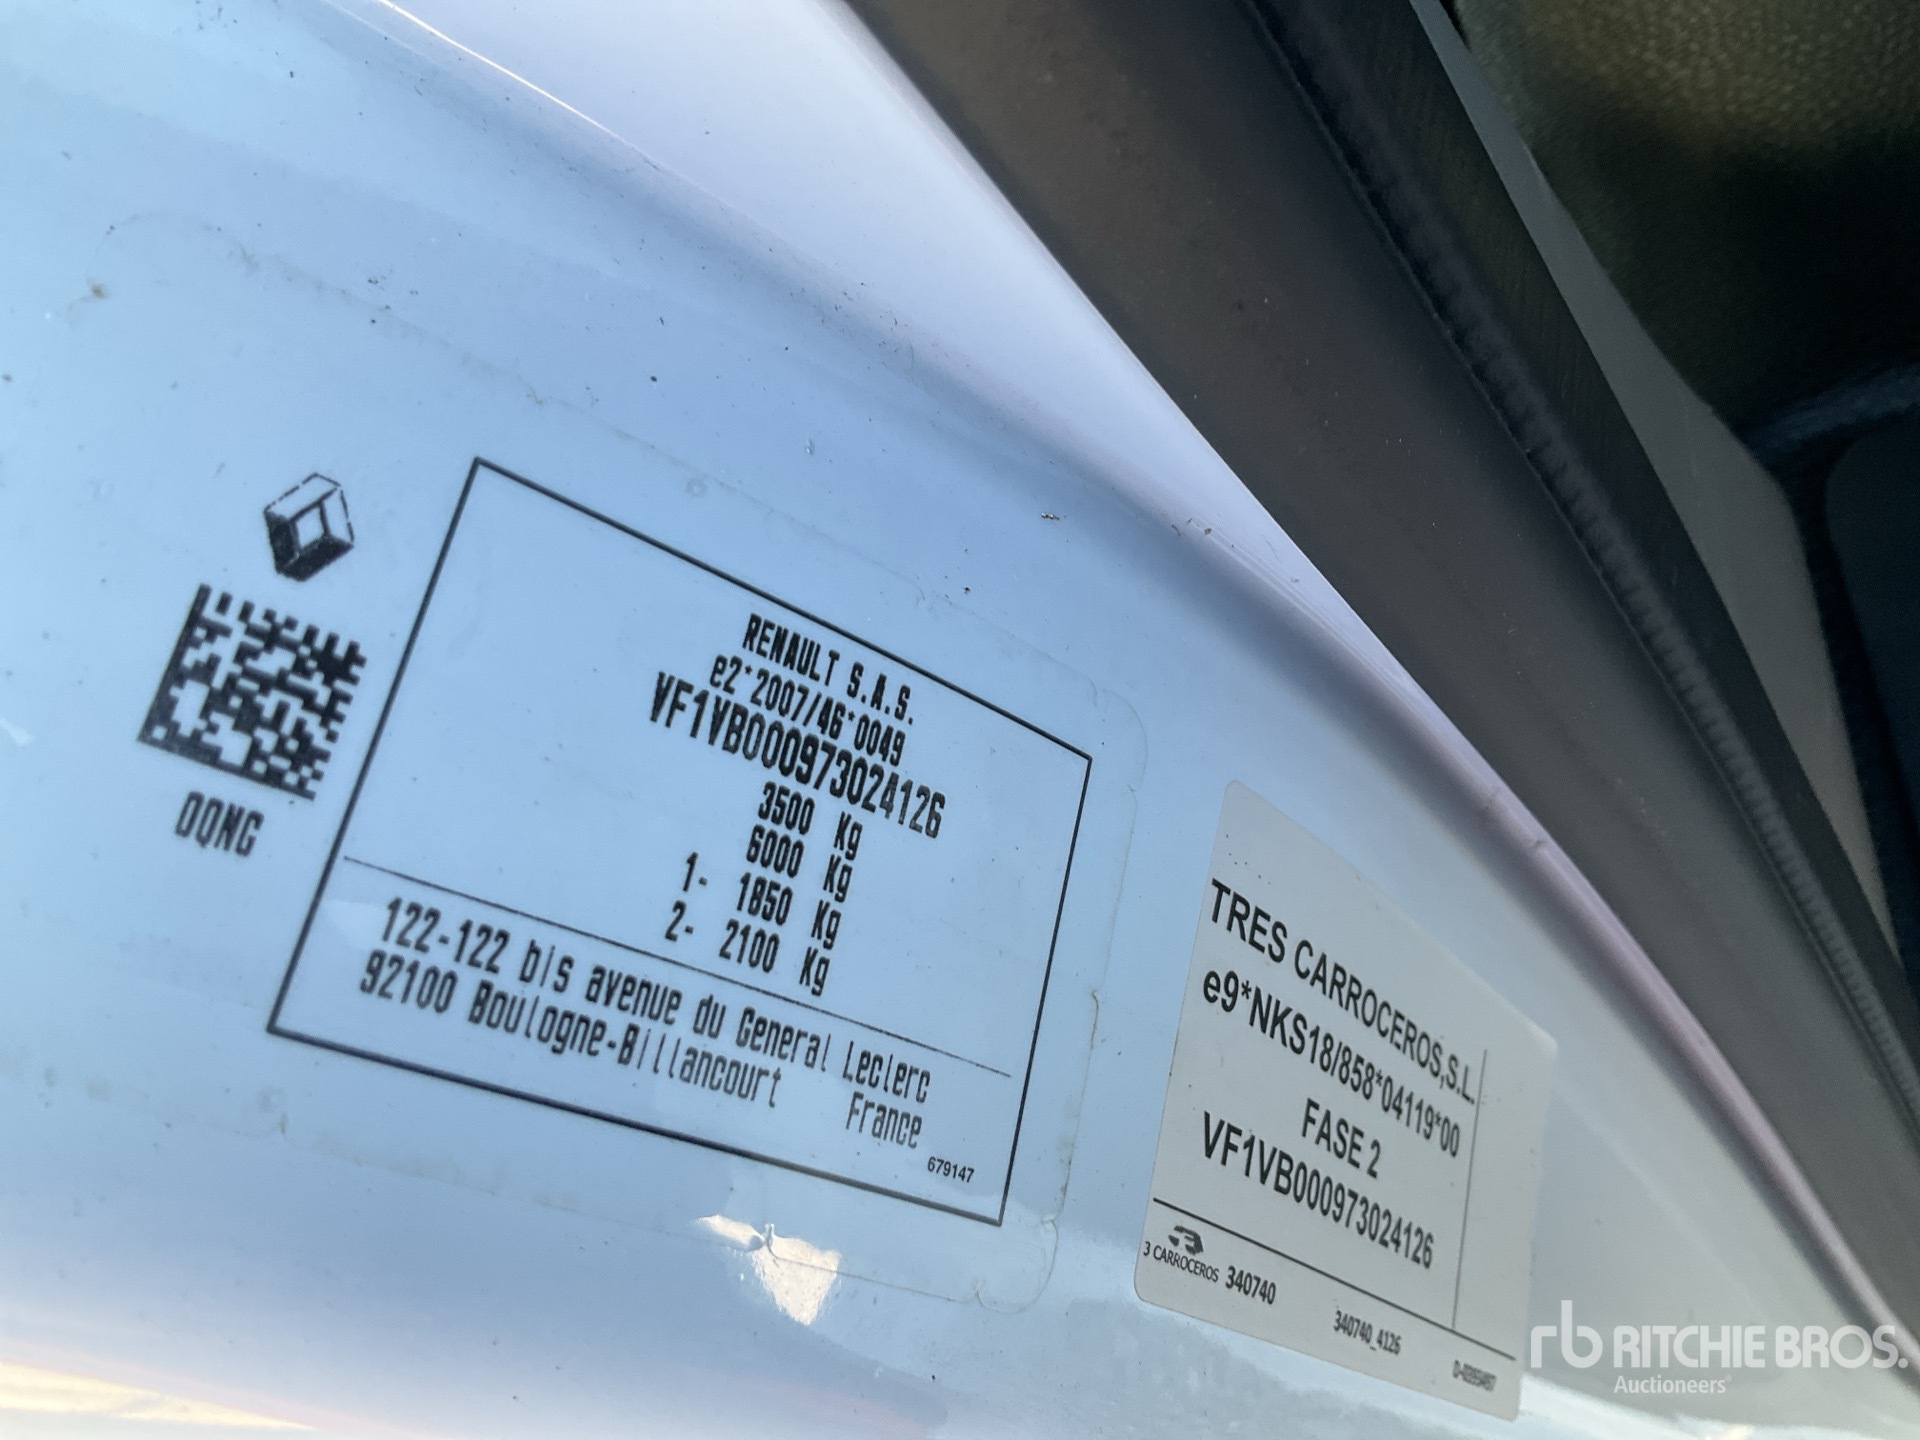 RENAULT S.A.S.
e2*2007/46*0049
VF1VB000973024126
3500 Kg
6000 Kg
1- 1850 Kg
2- 2100 Kg
122-122 bis avenue du General Leclerc
92100 Boulogne-Billancourt France
679147
QQNG
TRES CARROCEROS,S.L.
e9*NKS18/858*04119*00
FASE 2
VF1VB000973024126
3 CARROCEROS 340740
340740_4126
rb RITCHIE BROS.
Auctioneers